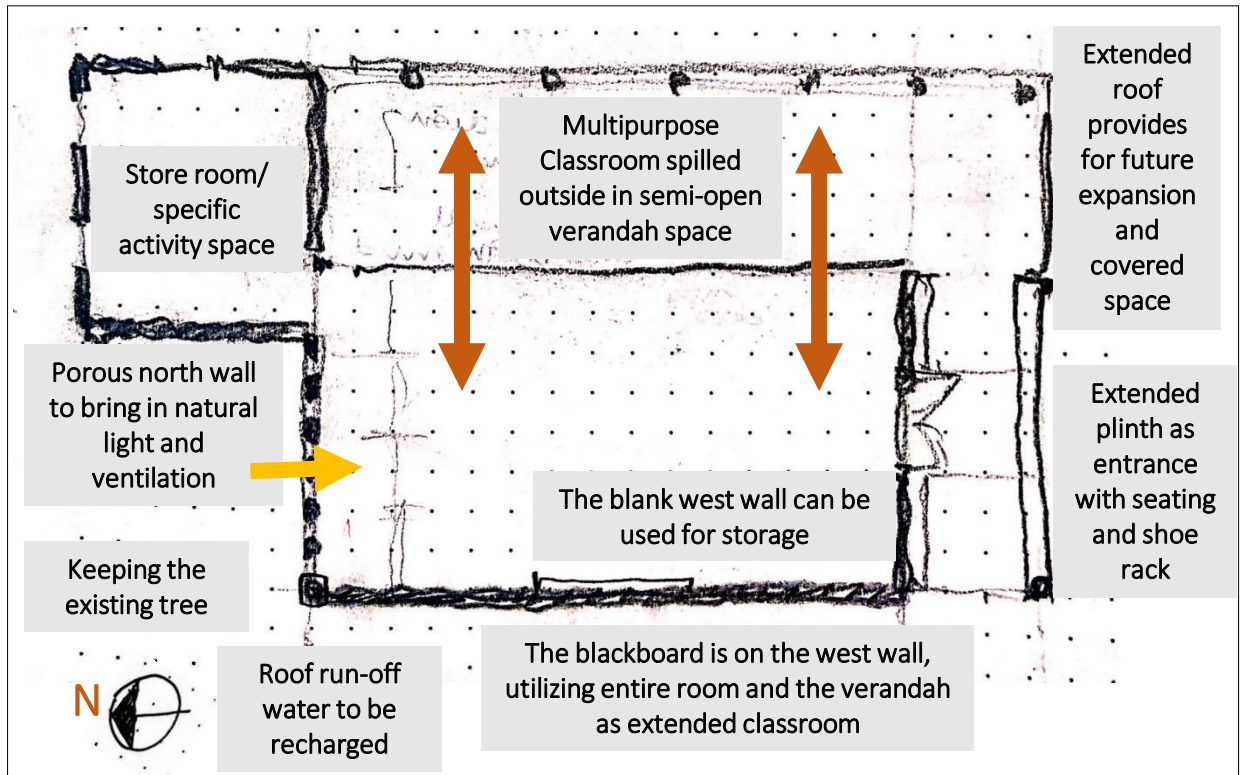 Extended
roof
provides
for future
expansion
and
covered
space
Multipurpose
Classroom spilled
outside in semi-open
verandah space
Store room/
specific
activity space
Porous north wall
to bring in natural
light and
ventilation
Extended
plinth as
entrance
with seating
and shoe
rack
The blank west wall can be
used for storage
Keeping the
existing tree
The blackboard is on the west wall,
utilizing entire room and the verandah
as extended classroom
Roof run-off
water to be
recharged
N